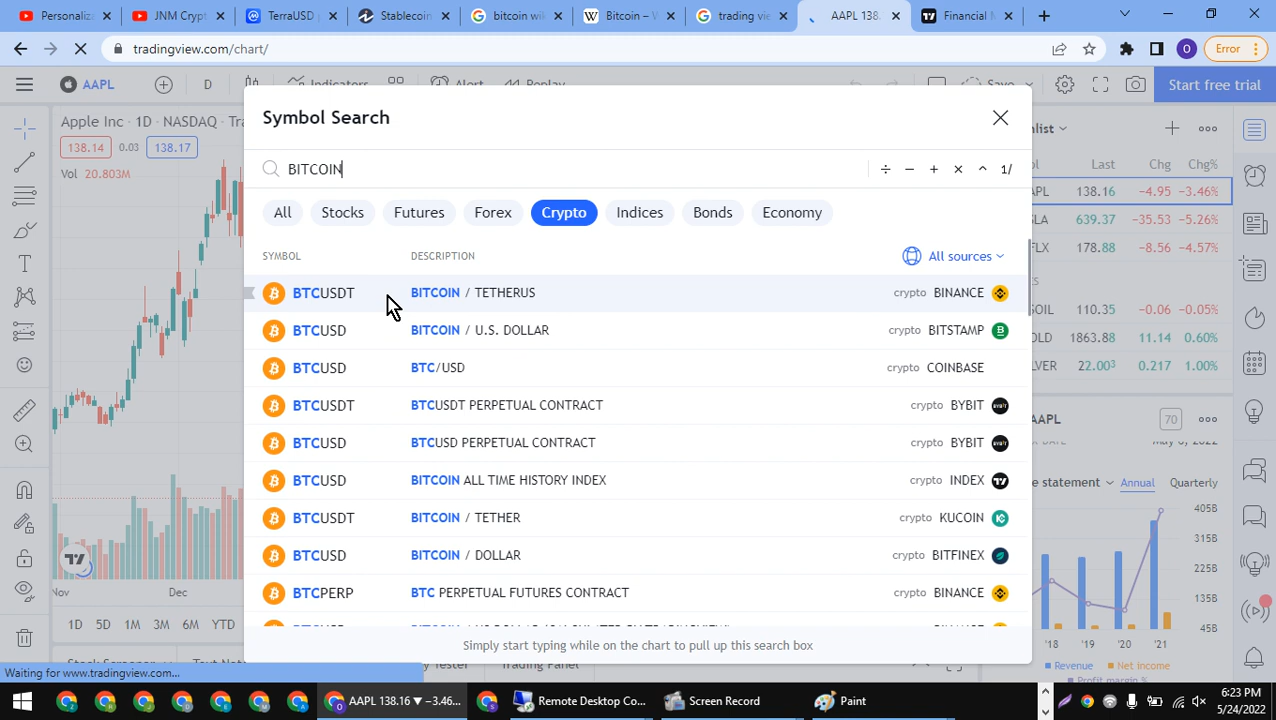 Personaliz
JNM Crypt
TerraUSD
Stablecoin
bitcoin wi
Bitcoin – W
trading vie
AAPL 138.
Financial M
tradingview.com/chart/
O
Error
AAPL
D
Indicators
Alert
Replay
Save
Start free trial
Apple Inc · 1D · NASDAQ · Tra
138.14
0.03
138.17
Vol 20.803M
Symbol Search
BITCOIN
÷ − + × ^ 1/
All
Stocks
Futures
Forex
Crypto
Indices
Bonds
Economy
SYMBOL
DESCRIPTION
All sources
BTCUSDT BITCOIN / TETHERUS crypto BINANCE
BTCUSD BITCOIN / U.S. DOLLAR crypto BITSTAMP
BTCUSD BTC/USD crypto COINBASE
BTCUSDT BTCUSDT PERPETUAL CONTRACT crypto BYBIT
BTCUSD BTCUSD PERPETUAL CONTRACT crypto BYBIT
BTCUSD BITCOIN ALL TIME HISTORY INDEX crypto INDEX
BTCUSDT BITCOIN / TETHER crypto KUCOIN
BTCUSD BITCOIN / DOLLAR crypto BITFINEX
BTCPERP BTC PERPETUAL FUTURES CONTRACT crypto BINANCE
Simply start typing while on the chart to pull up this search box
hlist
ol Last Chg Chg%
APL 138.16 −4.95 −3.46%
SLA 639.37 −35.53 −5.26%
FLX 178.88 −8.56 −4.57%
SOIL 110.35 −0.06 −0.05%
OLD 1863.88 11.14 0.60%
LVER 22.003 0.217 1.00%
AAPL
70
e statement
Annual
Quarterly
405B
315B
225B
135B
45B
'18 '19 '20 '21
Revenue
Net income
Profit margin %
Nov
Dec
1D 5D 1M 3M 6M YTD
Trading Panel
Waiting for www.tradingview.com...
AAPL 138.16 ▼ −3.46...
Remote Desktop Co...
Screen Record
Paint
6:23 PM
5/24/2022